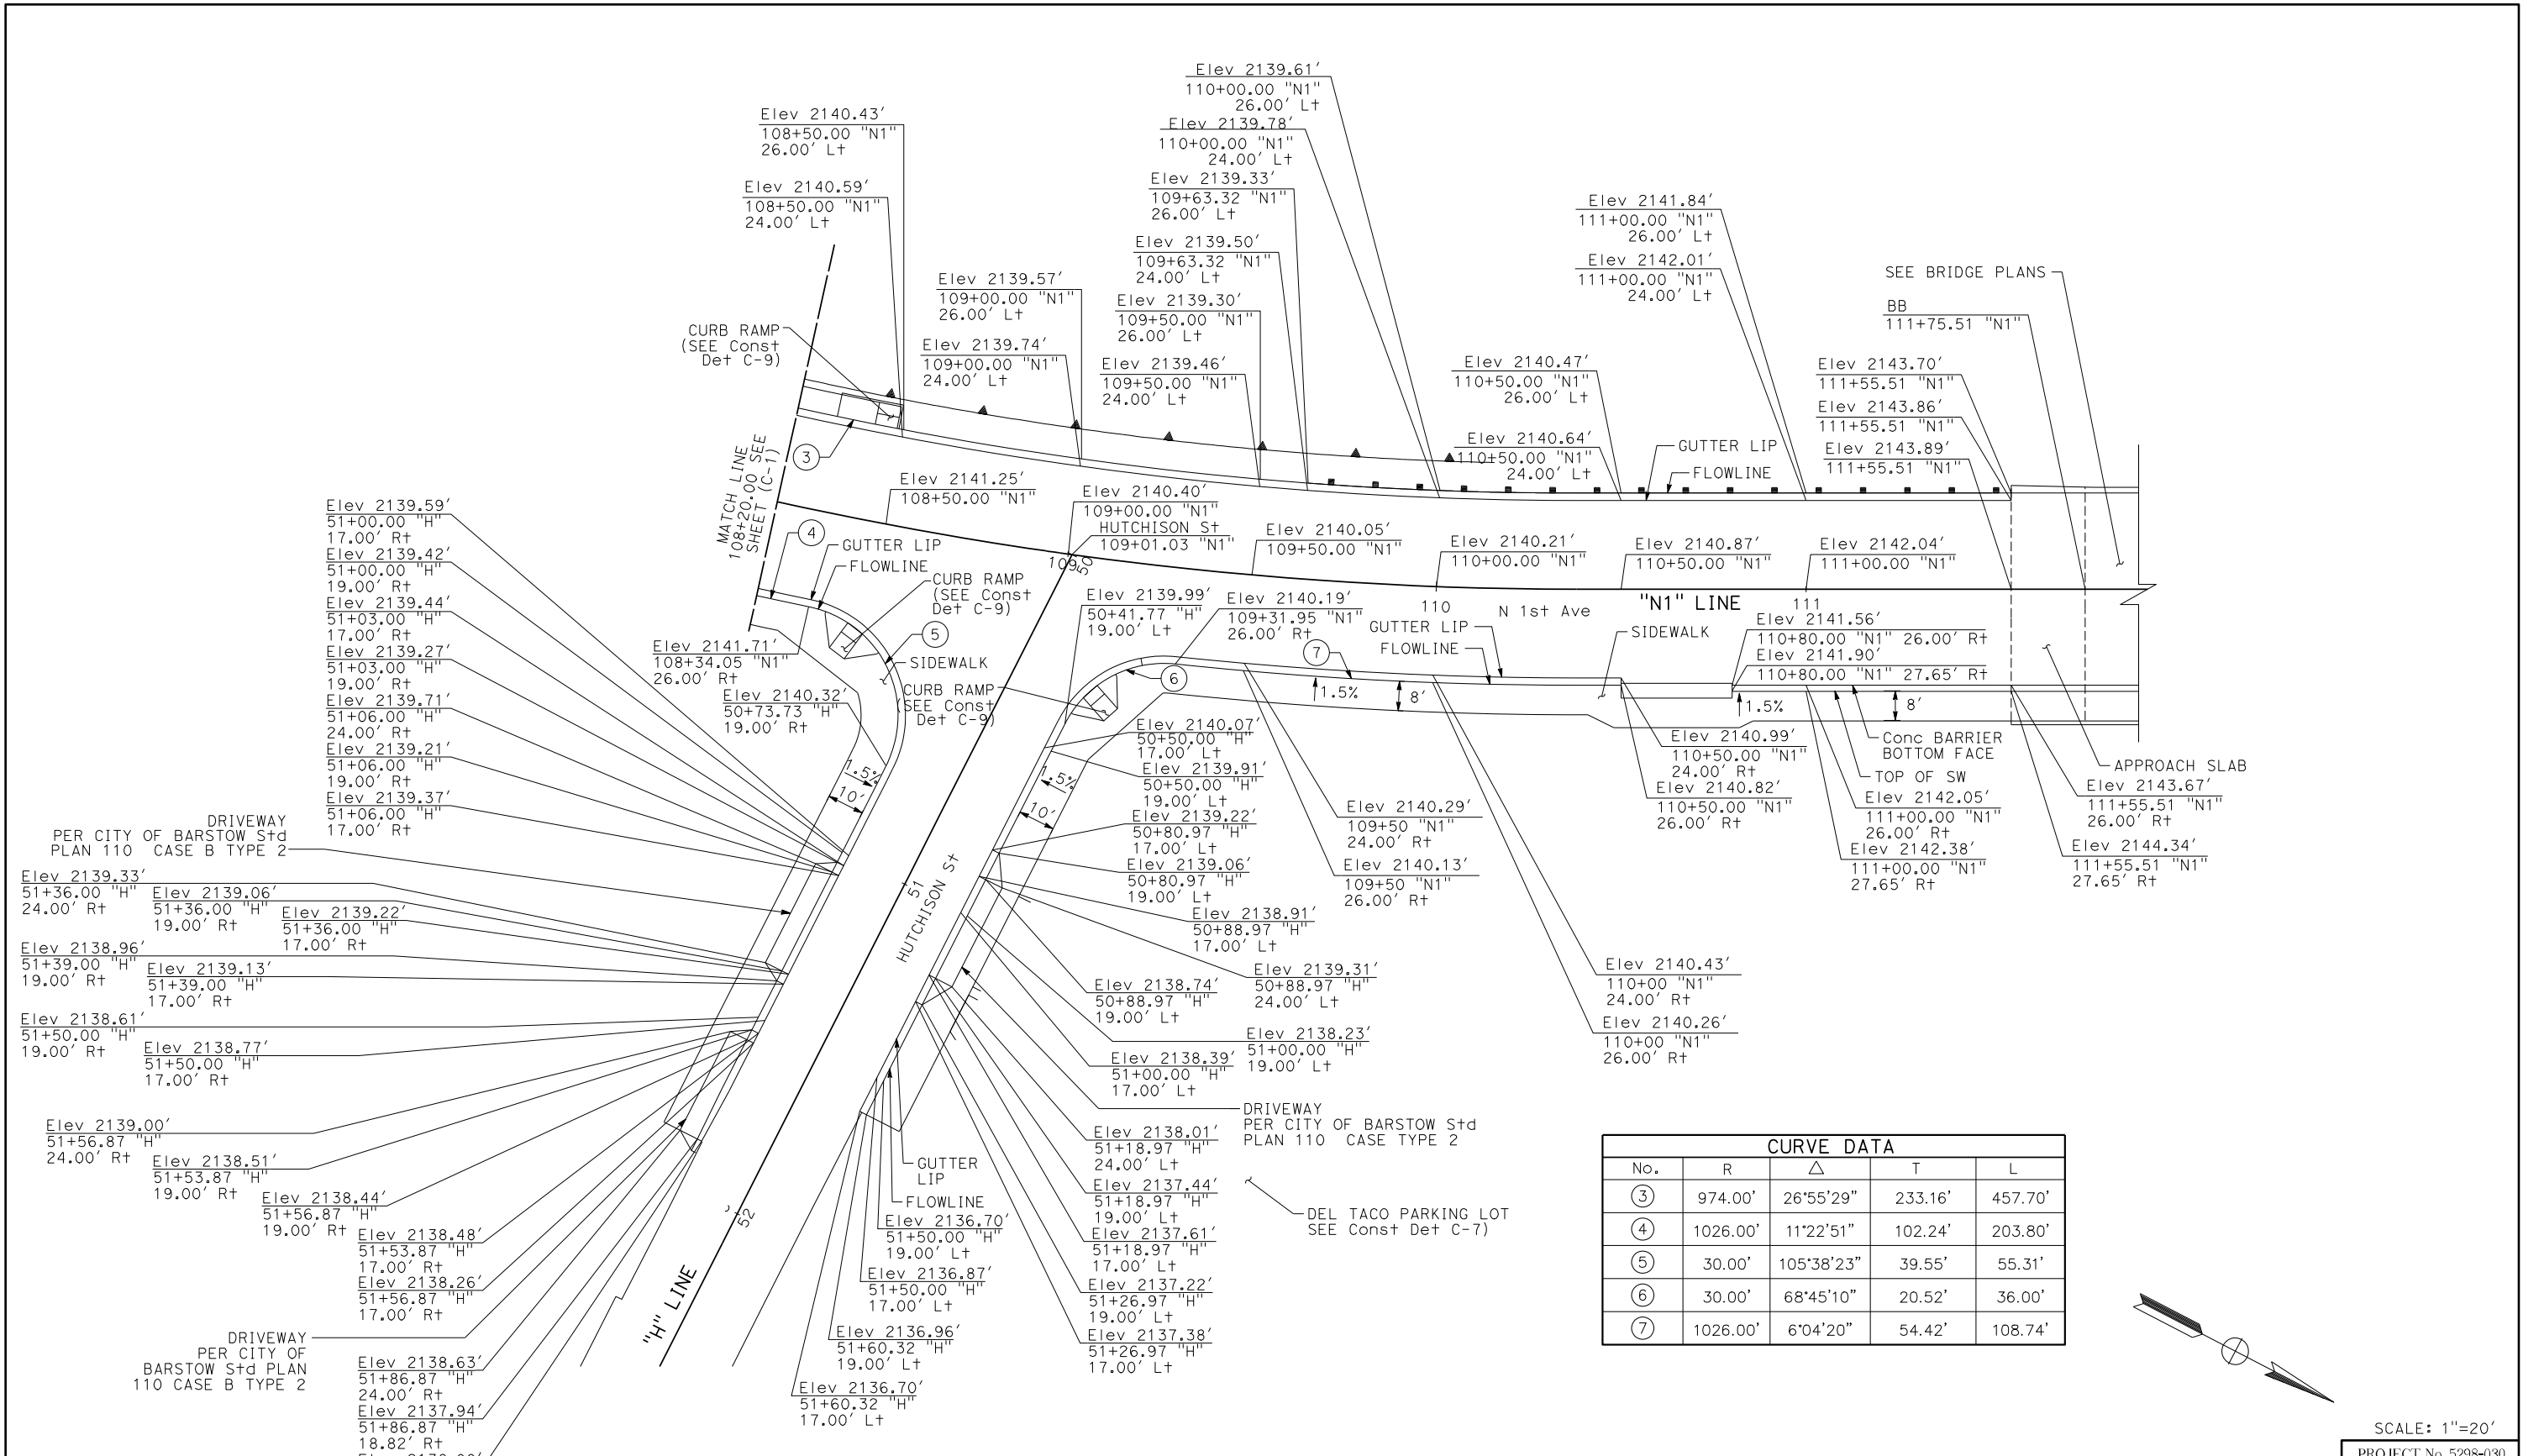 Elev 2139.61'
110+00.00 "N1"
26.00' Lt
Elev 2139.78'
110+00.00 "N1"
24.00' Lt
Elev 2139.33'
109+63.32 "N1"
26.00' Lt
Elev 2139.50'
109+63.32 "N1"
24.00' Lt
Elev 2139.30'
109+50.00 "N1"
26.00' Lt
Elev 2139.46'
109+50.00 "N1"
24.00' Lt
Elev 2140.43'
108+50.00 "N1"
26.00' Lt
Elev 2140.59'
108+50.00 "N1"
24.00' Lt
Elev 2139.57'
109+00.00 "N1"
26.00' Lt
Elev 2139.74'
109+00.00 "N1"
24.00' Lt
CURB RAMP
(SEE Const
Det C-9)
Elev 2141.84'
111+00.00 "N1"
26.00' Lt
Elev 2142.01'
111+00.00 "N1"
24.00' Lt
SEE BRIDGE PLANS
BB
111+75.51 "N1"
Elev 2140.47'
110+50.00 "N1"
26.00' Lt
Elev 2140.64'
110+50.00 "N1"
24.00' Lt
GUTTER LIP
FLOWLINE
Elev 2143.70'
111+55.51 "N1"
Elev 2143.86'
111+55.51 "N1"
Elev 2143.89'
111+55.51 "N1"
MATCH LINE
108+20.00 SEE
SHEET (C-1)
3
4
GUTTER LIP
FLOWLINE
CURB RAMP
(SEE Const
Det C-9)
5
SIDEWALK
Elev 2141.25'
108+50.00 "N1"
Elev 2140.40'
109+00.00 "N1"
HUTCHISON St
109+01.03 "N1"
109
50
Elev 2140.05'
109+50.00 "N1"
Elev 2140.21'
110+00.00 "N1"
Elev 2140.87'
110+50.00 "N1"
Elev 2142.04'
111+00.00 "N1"
110
N 1st Ave
"N1" LINE
111
Elev 2141.71'
108+34.05 "N1"
26.00' Rt
Elev 2140.32'
50+73.73 "H"
19.00' Rt
CURB RAMP
(SEE Const
Det C-9)
Elev 2139.99'
50+41.77 "H"
19.00' Lt
Elev 2140.19'
109+31.95 "N1"
26.00' Rt
6
7
GUTTER LIP
FLOWLINE
1.5%
8'
SIDEWALK
Elev 2141.56'
110+80.00 "N1" 26.00' Rt
Elev 2141.90'
110+80.00 "N1" 27.65' Rt
1.5%
8'
Conc BARRIER
BOTTOM FACE
TOP OF SW
APPROACH SLAB
Elev 2140.99'
110+50.00 "N1"
24.00' Rt
Elev 2140.82'
110+50.00 "N1"
26.00' Rt
Elev 2142.05'
111+00.00 "N1"
26.00' Rt
Elev 2142.38'
111+00.00 "N1"
27.65' Rt
Elev 2143.67'
111+55.51 "N1"
26.00' Rt
Elev 2144.34'
111+55.51 "N1"
27.65' Rt
Elev 2140.29'
109+50 "N1"
24.00' Rt
Elev 2140.13'
109+50 "N1"
26.00' Rt
Elev 2140.43'
110+00 "N1"
24.00' Rt
Elev 2140.26'
110+00 "N1"
26.00' Rt
Elev 2139.59'
51+00.00 "H"
17.00' Rt
Elev 2139.42'
51+00.00 "H"
19.00' Rt
Elev 2139.44'
51+03.00 "H"
17.00' Rt
Elev 2139.27'
51+03.00 "H"
19.00' Rt
Elev 2139.71'
51+06.00 "H"
24.00' Rt
Elev 2139.21'
51+06.00 "H"
19.00' Rt
Elev 2139.37'
51+06.00 "H"
17.00' Rt
DRIVEWAY
PER CITY OF BARSTOW Std
PLAN 110 CASE B TYPE 2
1.5%
10'
Elev 2139.33'
51+36.00 "H"
24.00' Rt
Elev 2139.06'
51+36.00 "H"
19.00' Rt
Elev 2139.22'
51+36.00 "H"
17.00' Rt
Elev 2138.96'
51+39.00 "H"
19.00' Rt
Elev 2139.13'
51+39.00 "H"
17.00' Rt
Elev 2138.61'
51+50.00 "H"
19.00' Rt
Elev 2138.77'
51+50.00 "H"
17.00' Rt
Elev 2139.00'
51+56.87 "H"
24.00' Rt
Elev 2138.51'
51+53.87 "H"
19.00' Rt
Elev 2138.44'
51+56.87 "H"
19.00' Rt
Elev 2138.48'
51+53.87 "H"
17.00' Rt
Elev 2138.26'
51+56.87 "H"
17.00' Rt
DRIVEWAY
PER CITY OF
BARSTOW Std PLAN
110 CASE B TYPE 2
Elev 2138.63'
51+86.87 "H"
24.00' Rt
Elev 2137.94'
51+86.87 "H"
18.82' Rt
51
HUTCHISON St
52
"H" LINE
1.5%
10'
Elev 2140.07'
50+50.00 "H"
17.00' Lt
Elev 2139.91'
50+50.00 "H"
19.00' Lt
Elev 2139.22'
50+80.97 "H"
17.00' Lt
Elev 2139.06'
50+80.97 "H"
19.00' Lt
Elev 2138.91'
50+88.97 "H"
17.00' Lt
Elev 2139.31'
50+88.97 "H"
24.00' Lt
Elev 2138.74'
50+88.97 "H"
19.00' Lt
Elev 2138.23'
51+00.00 "H"
19.00' Lt
Elev 2138.39'
51+00.00 "H"
17.00' Lt
DRIVEWAY
PER CITY OF BARSTOW Std
PLAN 110 CASE TYPE 2
Elev 2138.01'
51+18.97 "H"
24.00' Lt
Elev 2137.44'
51+18.97 "H"
19.00' Lt
Elev 2137.61'
51+18.97 "H"
17.00' Lt
Elev 2137.22'
51+26.97 "H"
19.00' Lt
Elev 2137.38'
51+26.97 "H"
17.00' Lt
DEL TACO PARKING LOT
SEE Const Det C-7)
GUTTER
LIP
FLOWLINE
Elev 2136.70'
51+50.00 "H"
19.00' Lt
Elev 2136.87'
51+50.00 "H"
17.00' Lt
Elev 2136.96'
51+60.32 "H"
19.00' Lt
Elev 2136.70'
51+60.32 "H"
17.00' Lt
CURVE DATA
No. R △ T L
3 974.00' 26°55'29" 233.16' 457.70'
4 1026.00' 11°22'51" 102.24' 203.80'
5 30.00' 105°38'23" 39.55' 55.31'
6 30.00' 68°45'10" 20.52' 36.00'
7 1026.00' 6°04'20" 54.42' 108.74'
SCALE: 1"=20'
PROJECT No. 5298-030